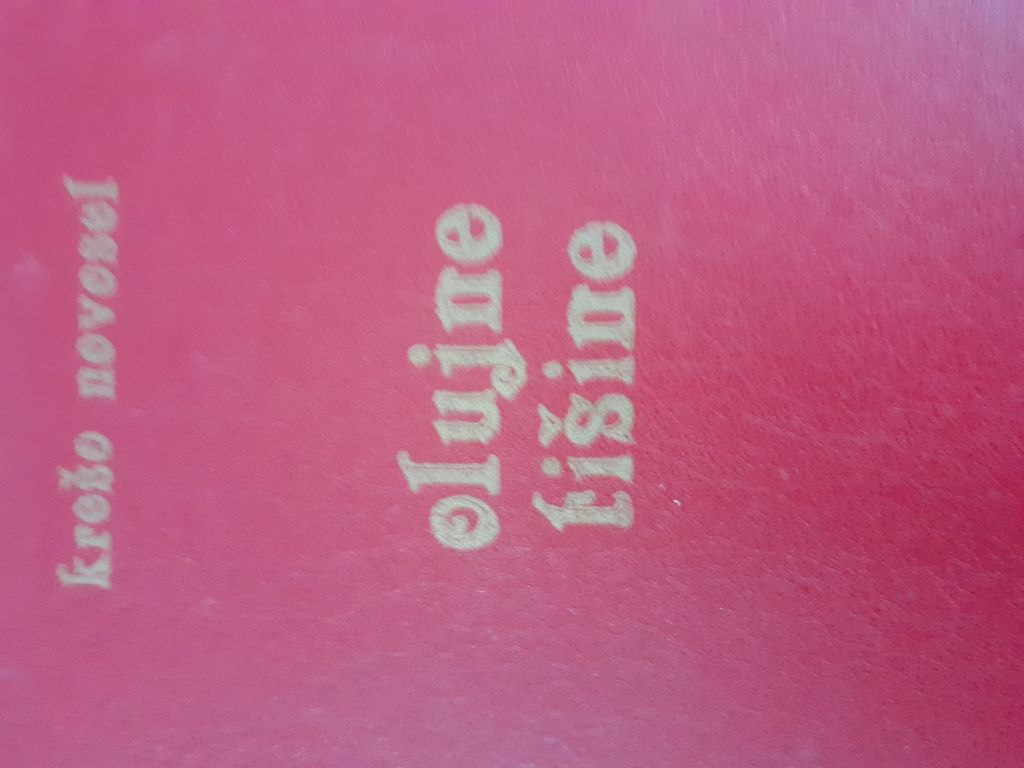 krešo novosel
olujne
tišine